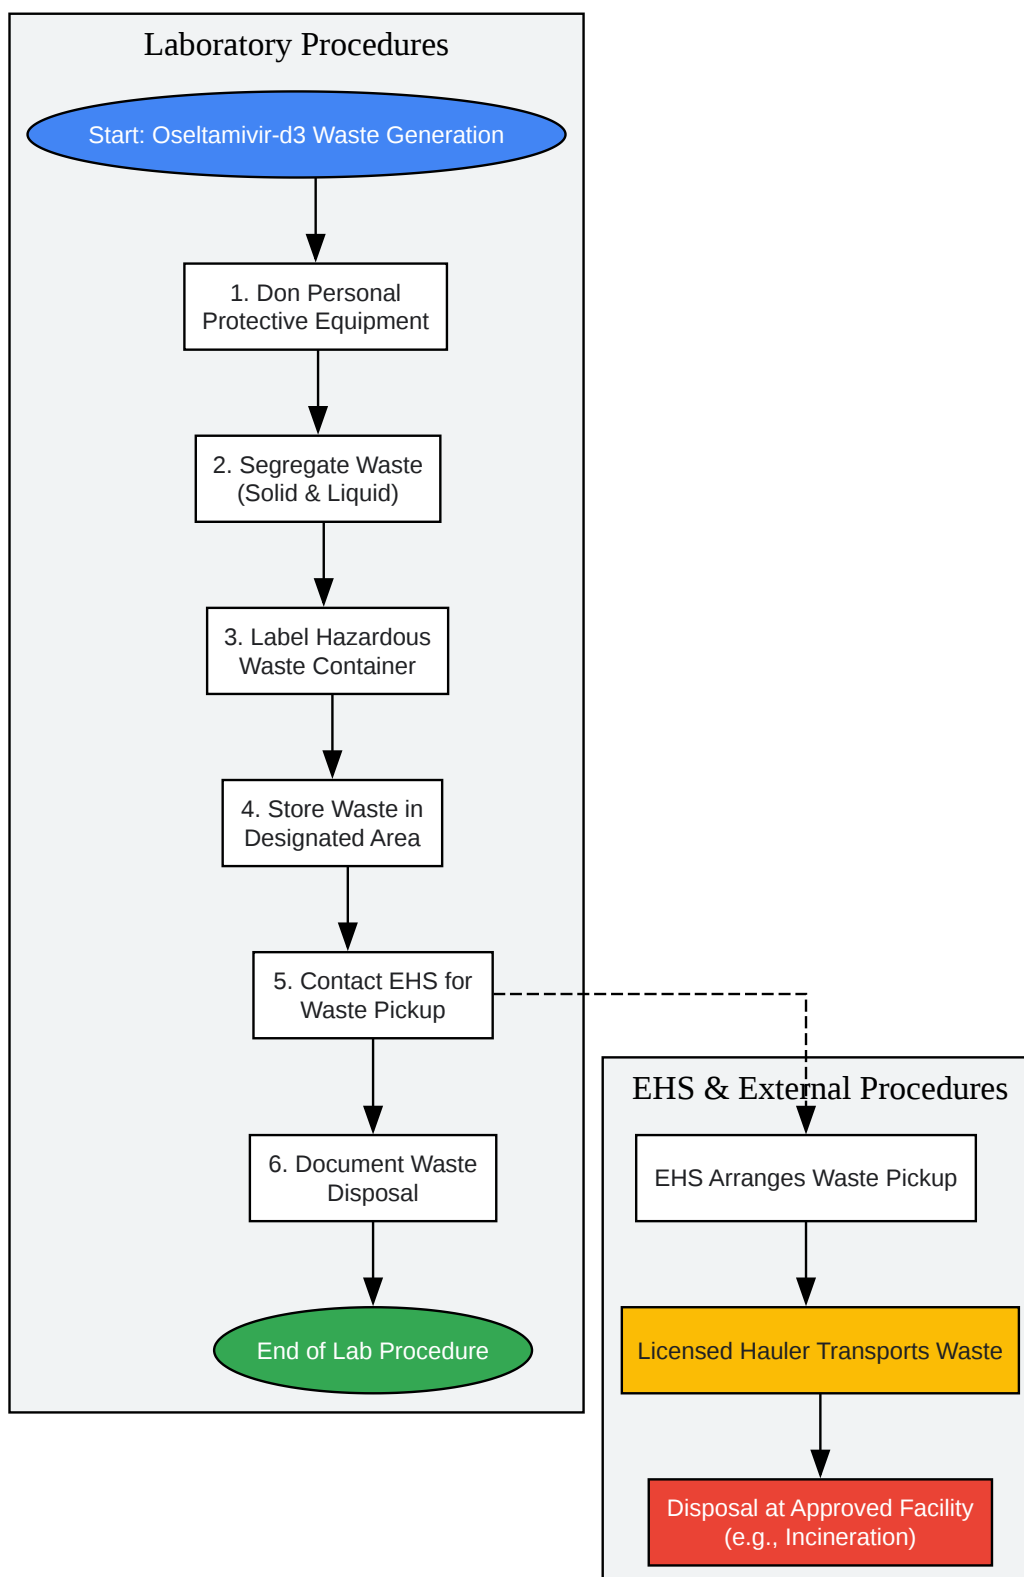 Laboratory Procedures
Start: Oseltamivir-d3 Waste Generation
1. Don Personal
Protective Equipment
2. Segregate Waste
(Solid & Liquid)
3. Label Hazardous
Waste Container
4. Store Waste in
Designated Area
5. Contact EHS for
Waste Pickup
6. Document Waste
Disposal
End of Lab Procedure
EHS & External Procedures
EHS Arranges Waste Pickup
Licensed Hauler Transports Waste
Disposal at Approved Facility
(e.g., Incineration)